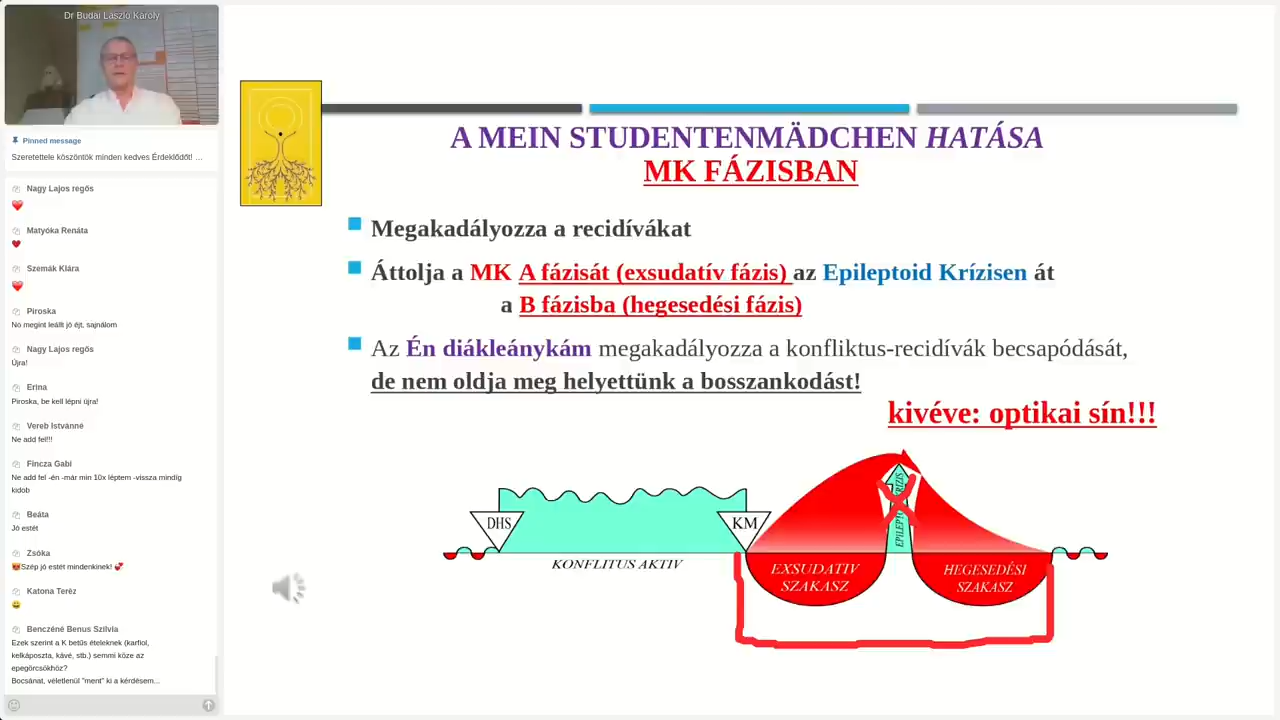 Dr Budai László Károly
Pinned message
Szeretettele köszöntök minden kedves Érdeklődőt! ...
Nagy Lajos regős
Matyóka Renáta
Szemák Klára
Piroska
Nó megint leállt jó éjt, sajnálom
Nagy Lajos regős
Újra!
Erina
Piroska, be kell lépni újra!
Vereb Istvánné
Ne add fel!!!
Fincza Gabi
Ne add fel -én -már min 10x léptem -vissza mindíg
kidob
Beáta
Jó estét
Zsóka
😻Szép jó estét mindenkinek! 💞
Katona Teréz
😀
Benczéné Benus Szilvia
Ezek szerint a K betűs ételeknek (karfiol,
kelkáposzta, kávé, stb.) semmi köze az
epegörcsökhöz?
Bocsánat, véletlenül "ment" ki a kérdésem...
A MEIN STUDENTENMÄDCHEN HATÁSA
MK FÁZISBAN
Megakadályozza a recidívákat
Áttolja a MK A fázisát (exsudatív fázis) az Epileptoid Krízisen át
a B fázisba (hegesedési fázis)
Az Én diákleánykám megakadályozza a konfliktus-recidívák becsapódását,
de nem oldja meg helyettünk a bosszankodást!
kivéve: optikai sín!!!
DHS
KM
KONFLITUS AKTIV
EXSUDATIV
SZAKASZ
HEGESEDÉSI
SZAKASZ